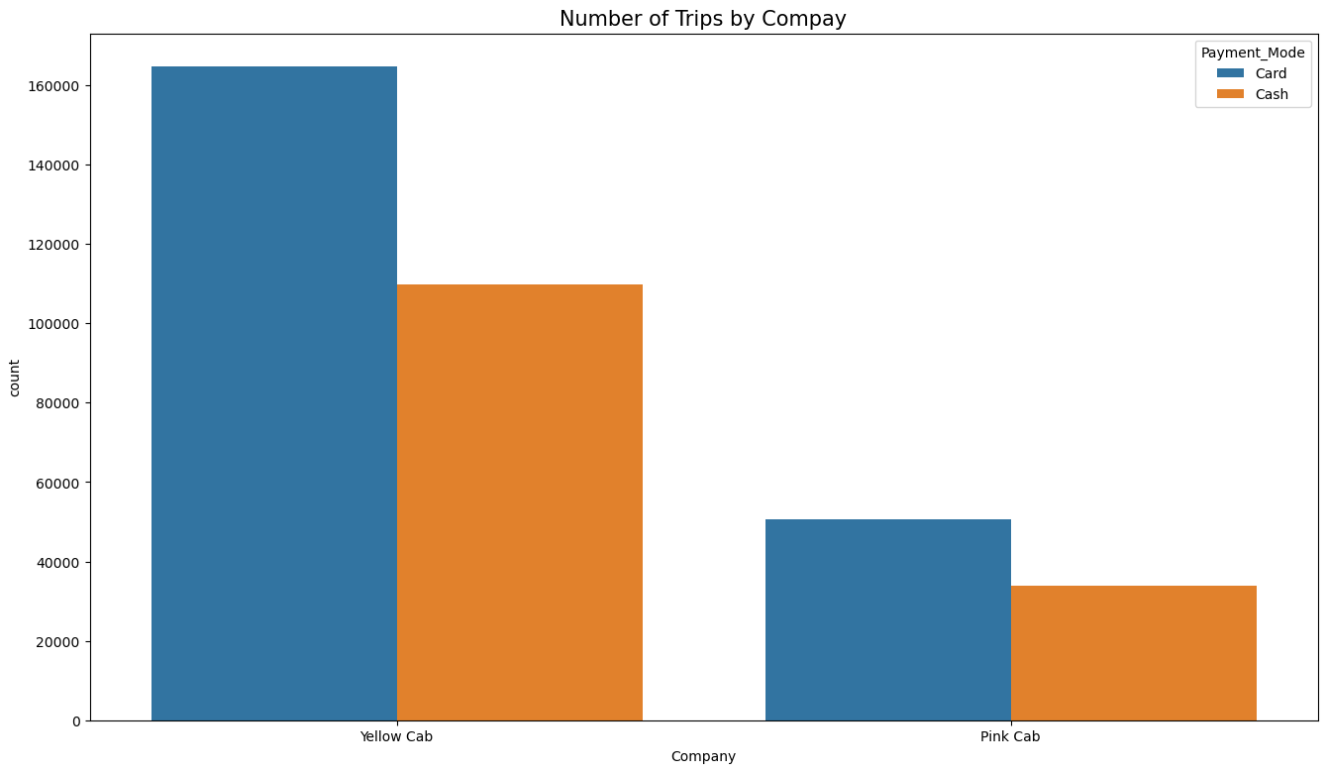 Number of Trips by Compay
Payment_Mode
Card
Cash
160000
140000
120000
100000
80000
60000
40000
20000
0
count
Yellow Cab
Pink Cab
Company